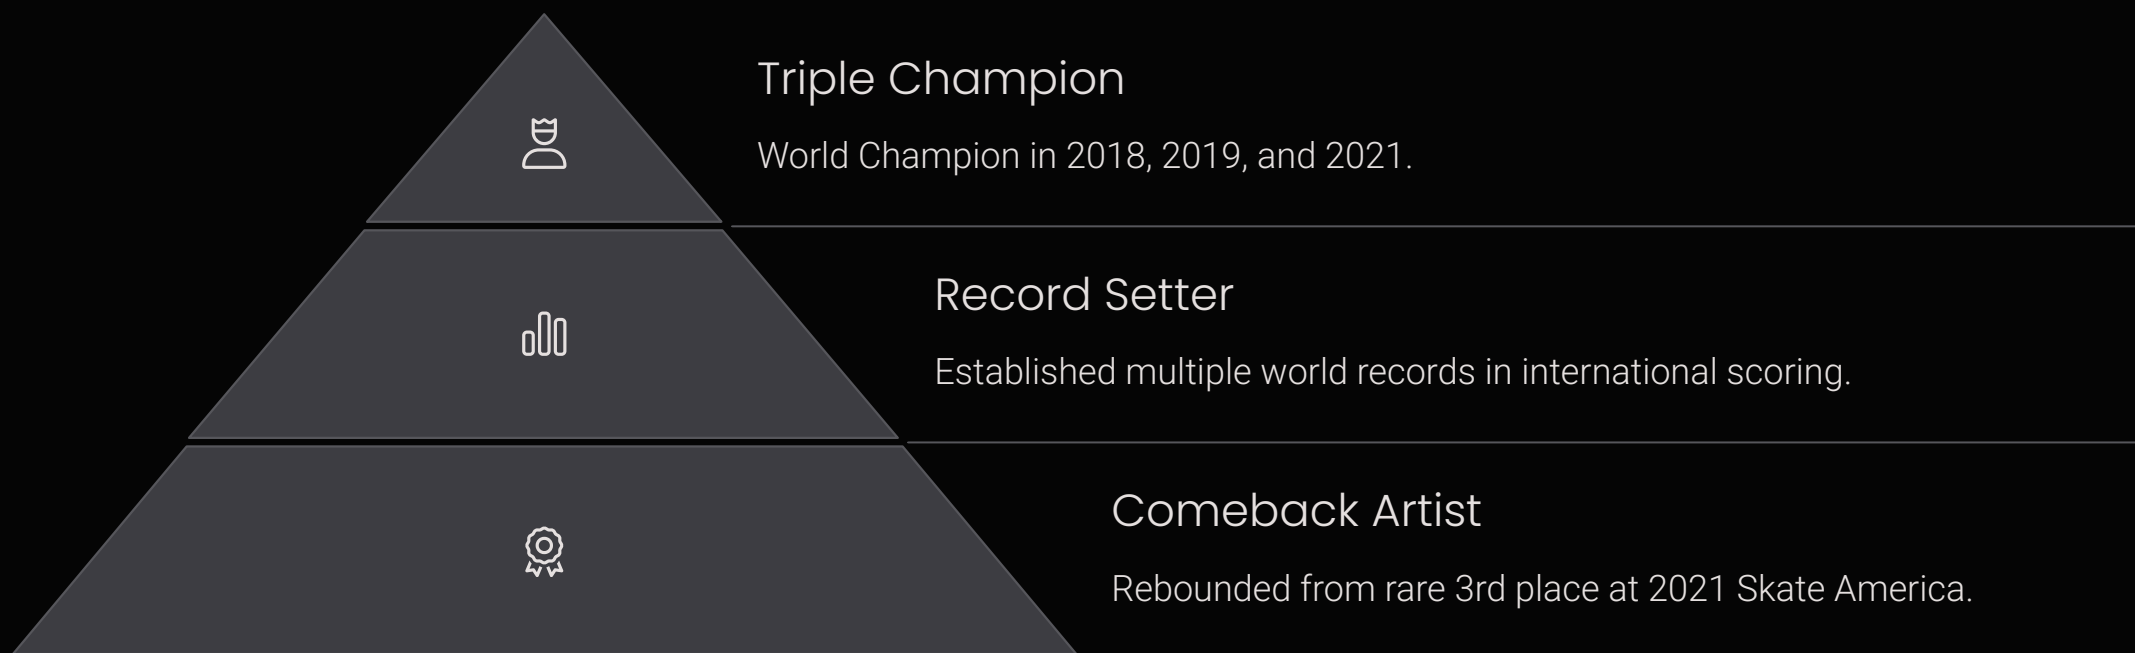 Triple Champion
World Champion in 2018, 2019, and 2021.
Record Setter
Established multiple world records in international scoring.
Comeback Artist
Rebounded from rare 3rd place at 2021 Skate America.